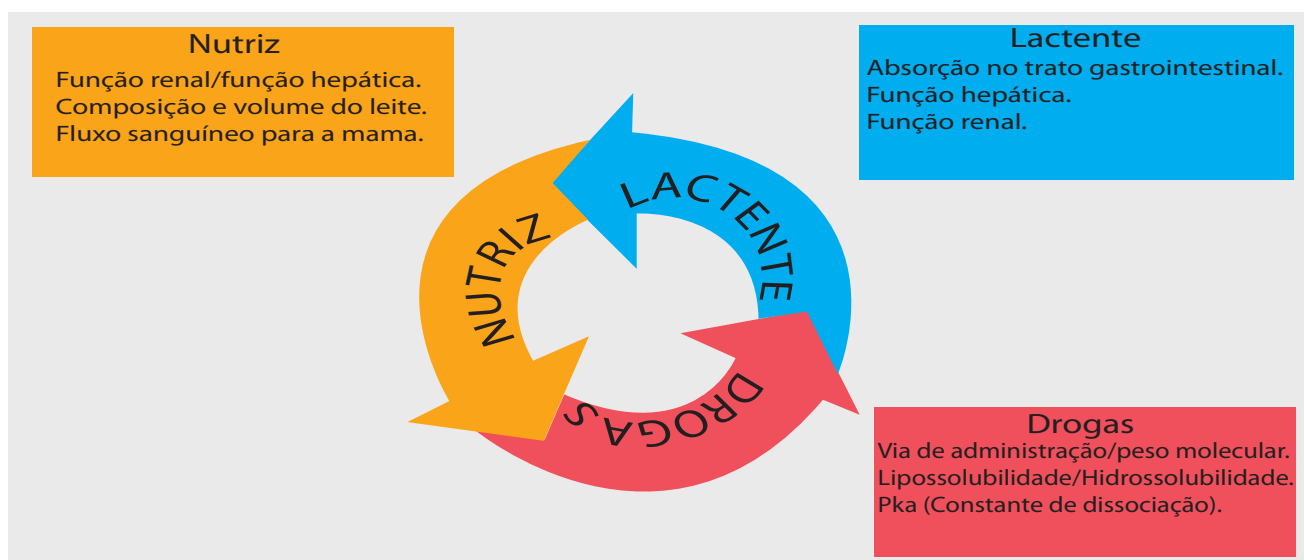 Nutriz
Função renal/função hepática.
Composição e volume do leite.
Fluxo sanguíneo para a mama.
Lactente
Absorção no trato gastrointestinal.
Função hepática.
Função renal.
NUTRIZ
LACTENTE
DROGAS
Drogas
Via de administração/peso molecular.
Lipossolubilidade/Hidrossolubilidade.
Pka (Constante de dissociação).